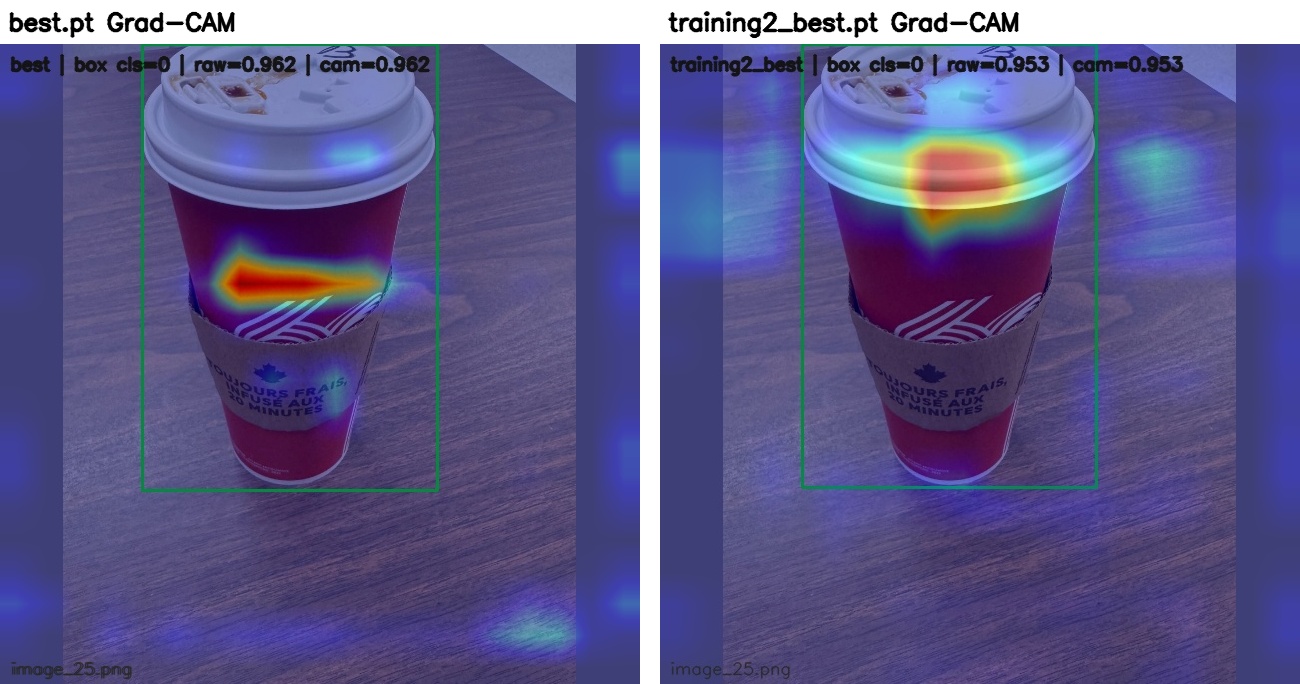 best.pt Grad-CAM
training2_best.pt Grad-CAM
best | box cls=0 | raw=0.962 | cam=0.962
training2_best | box cls=0 | raw=0.953 | cam=0.953
TOUJOURS FRAIS,
INFUSÉ AUX
20 MINUTES
TOUJOURS FRAIS,
INFUSÉ AUX
20 MINUTES
image_25.png
image_25.png